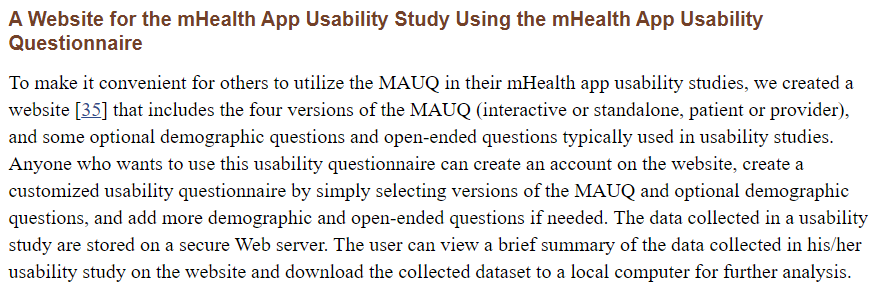 A Website for the mHealth App Usability Study Using the mHealth App Usability
Questionnaire
To make it convenient for others to utilize the MAUQ in their mHealth app usability studies, we created a
website [35] that includes the four versions of the MAUQ (interactive or standalone, patient or provider),
and some optional demographic questions and open-ended questions typically used in usability studies.
Anyone who wants to use this usability questionnaire can create an account on the website, create a
customized usability questionnaire by simply selecting versions of the MAUQ and optional demographic
questions, and add more demographic and open-ended questions if needed. The data collected in a usability
study are stored on a secure Web server. The user can view a brief summary of the data collected in his/her
usability study on the website and download the collected dataset to a local computer for further analysis.